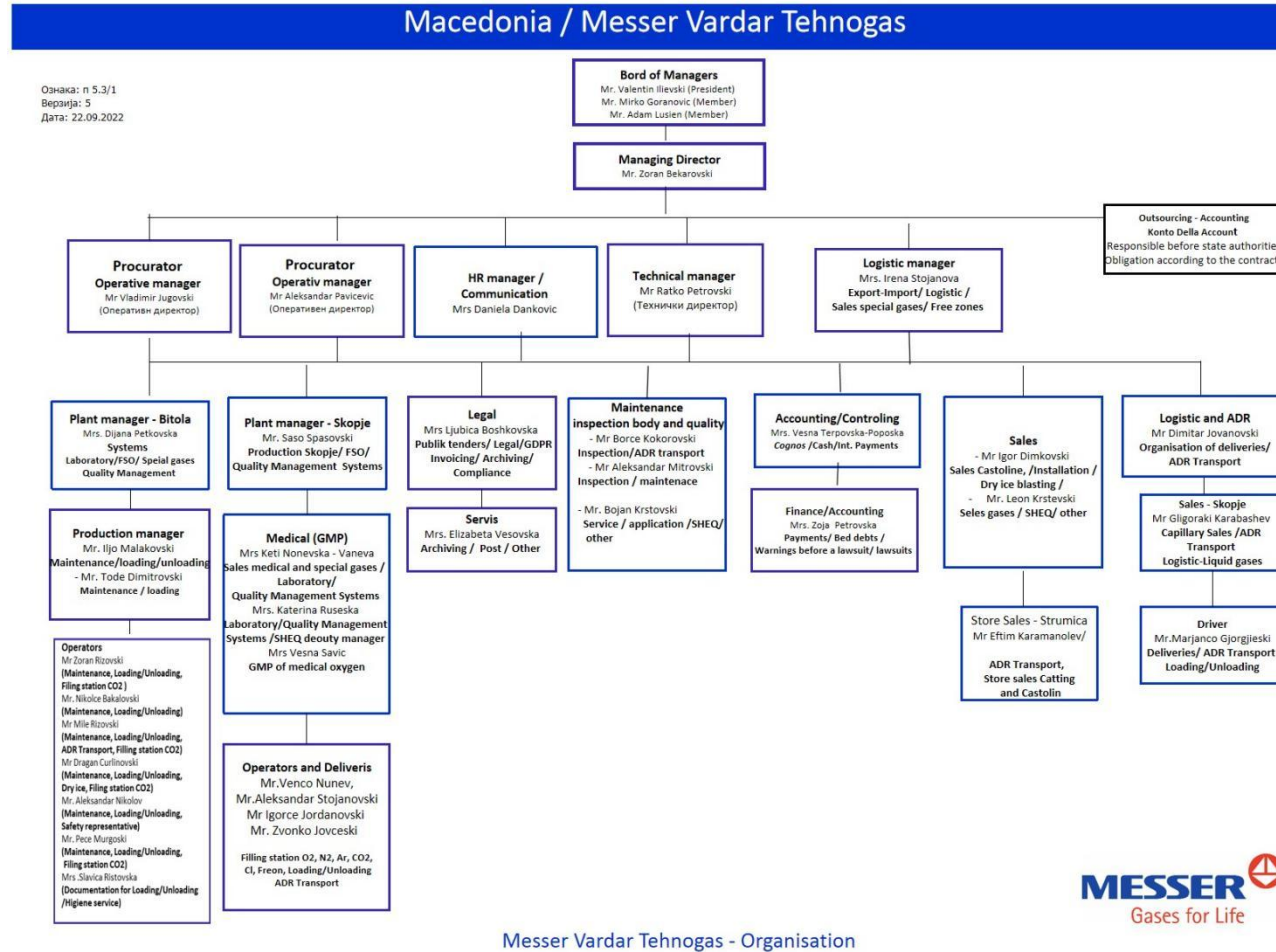 Macedonia / Messer Vardar Tehnogas
Ознака: п 5.3/1
Верзија: 5
Дата: 22.09.2022
Bord of Managers
Mr. Valentin Ilievski (President)
Mr. Mirko Goranovic (Member)
Mr. Adam Lusien (Member)
Managing Director
Mr. Zoran Bekarovski
Outsourcing - Accounting
Konto Della Account
Responsible before state authoritie
Obligation according to the contract
Procurator
Operative manager
Mr Vladimir Jugovski
(Оперативн директор)
Procurator
Operativ manager
Mr Aleksandar Pavicevic
(Оперативен директор)
HR manager /
Communication
Mrs Daniela Dankovic
Technical manager
Mr Ratko Petrovski
(Технички директор)
Logistic manager
Mrs. Irena Stojanova
Export-Import/ Logistic /
Sales special gases/ Free zones
Plant manager - Bitola
Mrs. Dijana Petkovska
Systems
Laboratory/FSO/ Speial gases
Quality Management
Plant manager - Skopje
Mr. Saso Spasovski
Production Skopje/ FSO/
Quality Management Systems
Legal
Mrs Ljubica Boshkovska
Publik tenders/ Legal/GDPR
Invoicing/ Archiving/
Compliance
Maintenance
inspection body and quality
- Mr Borce Kokorovski
Inspection/ADR transport
- Mr Aleksandar Mitrovski
Inspection / maintenace
- Mr. Bojan Krstovski
Service / application /SHEQ/
other
Accounting/Controling
Mrs. Vesna Terpovska-Poposka
Cognos /Cash/Int. Payments
Sales
- Mr Igor Dimkovski
Sales Castoline, /Installation /
Dry ice blasting /
- Mr. Leon Krstevski
Seles gases / SHEQ/ other
Logistic and ADR
Mr Dimitar Jovanovski
Organisation of deliveries/
ADR Transport
Production manager
Mr. Iljo Malakovski
Maintenance/loading/unloading
- Mr. Tode Dimitrovski
Maintenance / loading
Medical (GMP)
Mrs Keti Nonevska - Vaneva
Sales medical and special gases /
Laboratory/
Quality Management Systems
Mrs. Katerina Ruseska
Laboratory/Quality Management
Systems /SHEQ deouty manager
Mrs Vesna Savic
GMP of medical oxygen
Servis
Mrs. Elizabeta Vesovska
Archiving / Post / Other
Finance/Accounting
Mrs. Zoja Petrovska
Payments/ Bed debts /
Warnings before a lawsuit/ lawsuits
Sales - Skopje
Mr Gligoraki Karabashev
Capillary Sales /ADR
Transport
Logistic-Liquid gases
Store Sales - Strumica
Mr Eftim Karamanolev/
ADR Transport,
Store sales Catting
and Castolin
Driver
Mr.Marjanco Gjorgjieski
Deliveries/ ADR Transport
Loading/Unloading
Operators
Mr Zoran Rizovski
(Maintenance, Loading/Unloading,
Filing station CO2 )
Mr. Nikolce Bakalovski
(Maintenance, Loading/Unloading)
Mr Mile Rizovski
(Maintenance, Loading/Unloading,
ADR Transport, Filling station CO2)
Mr Dragan Curlinovski
(Maintenance, Loading/Unloading,
Dry ice, Filing station CO2)
Mr. Aleksandar Nikolov
(Maintenance, Loading/Unloading,
Safety representative)
Mr. Pece Murgoski
(Maintenance, Loading/Unloading,
Filing station CO2)
Mrs .Slavica Ristovska
(Documentation for Loading/Unloading
/Higiene service)
Operators and Deliveris
Mr.Venco Nunev,
Mr.Aleksandar Stojanovski
Mr Igorce Jordanovski
Mr. Zvonko Jovceski
Filling station O2, N2, Ar, CO2,
Cl, Freon, Loading/Unloading
ADR Transport
MESSER
Gases for Life
Messer Vardar Tehnogas - Organisation